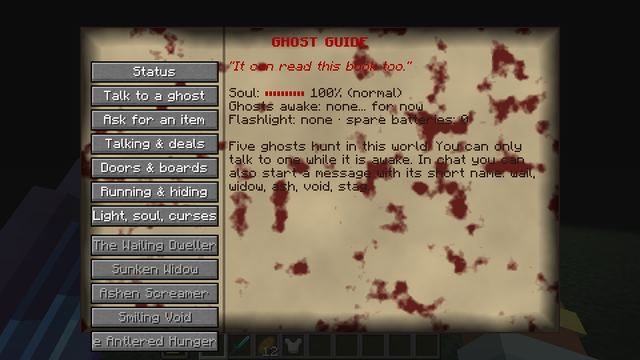 GHOST GUIDE
"It can read this book too."
Status
Talk to a ghost
Ask for an item
Talking & deals
Doors & boards
Running & hiding
Light, soul, curses
The Wailing Dweller
Sunken Widow
Ashen Screamer
Smiling Void
e Antlered Hunger
Soul: 100% (normal)
Ghosts awake: none... for now
Flashlight: none · spare batteries: 0
Five ghosts hunt in this world. You can only
talk to one while it is awake. In chat you can
also start a message with its short name: wail,
widow, ash, void, stag.
12